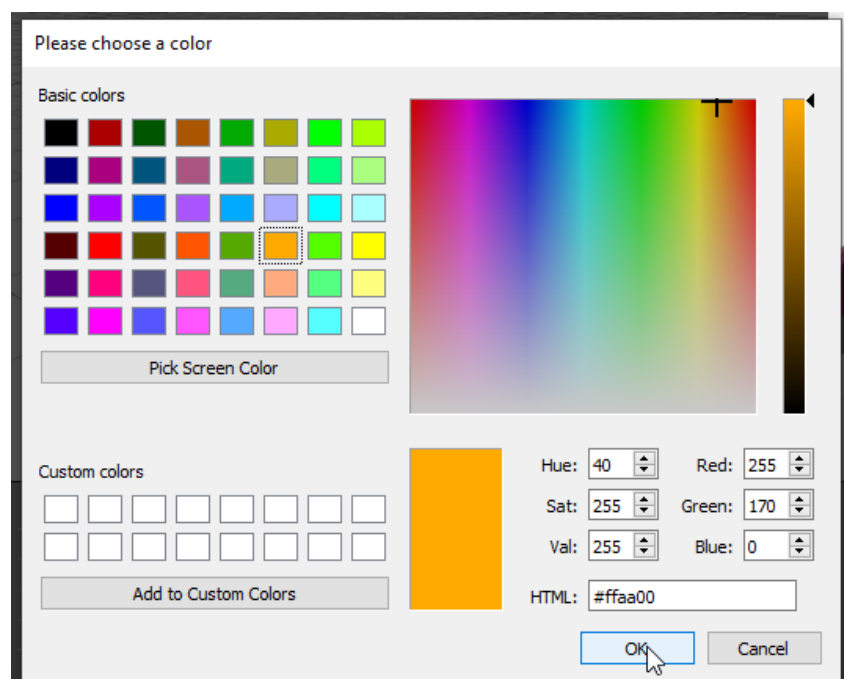 Please choose a color
Basic colors
Pick Screen Color
Custom colors
Add to Custom Colors
Hue: 40 Red: 255
Sat: 255 Green: 170
Val: 255 Blue: 0
HTML: #ffaa00
OK Cancel